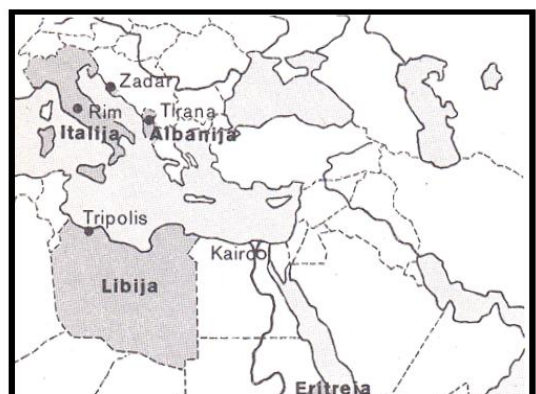 Zadar
Rim
Tirana
Italija
Albanija
Tripolis
Kairo
Libija
Eritreja